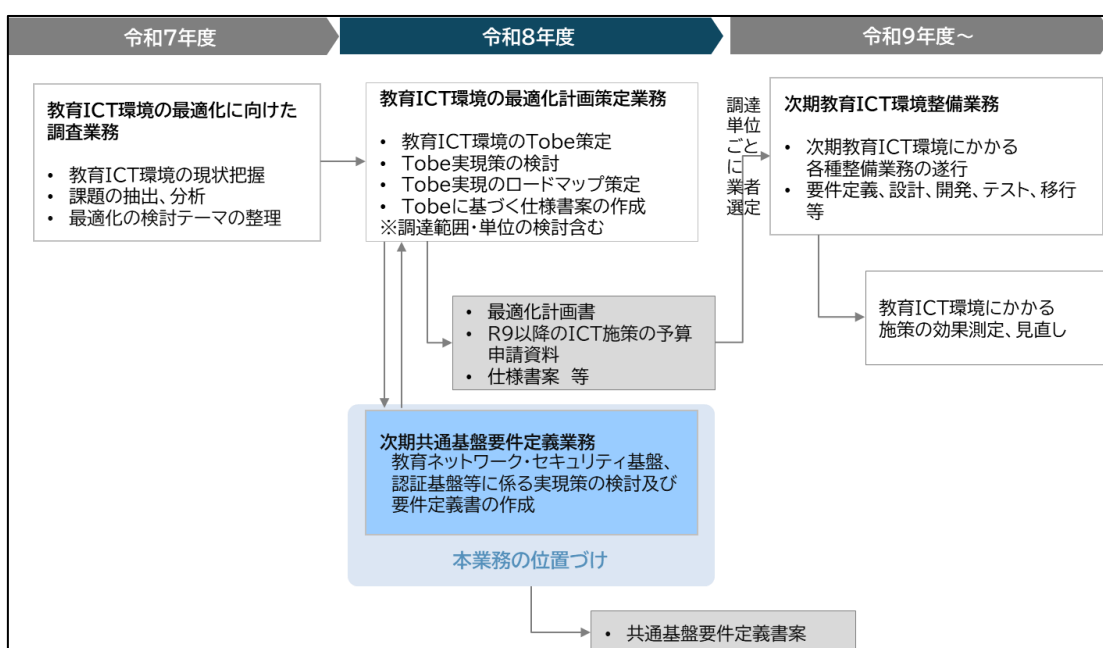 令和7年度
令和8年度
令和9年度～
教育ICT環境の最適化に向けた
調査業務
• 教育ICT環境の現状把握
• 課題の抽出、分析
• 最適化の検討テーマの整理
教育ICT環境の最適化計画策定業務
• 教育ICT環境のTobe策定
• Tobe実現策の検討
• Tobe実現のロードマップ策定
• Tobeに基づく仕様書案の作成
※調達範囲・単位の検討含む
調達
単位
ごと
に
業者
選定
次期教育ICT環境整備業務
• 次期教育ICT環境にかかる
各種整備業務の遂行
• 要件定義、設計、開発、テスト、移行
等
• 最適化計画書
• R9以降のICT施策の予算
申請資料
• 仕様書案 等
教育ICT環境にかかる
施策の効果測定、見直し
次期共通基盤要件定義業務
教育ネットワーク・セキュリティ基盤、
認証基盤等に係る実現策の検討及び
要件定義書の作成
本業務の位置づけ
• 共通基盤要件定義書案